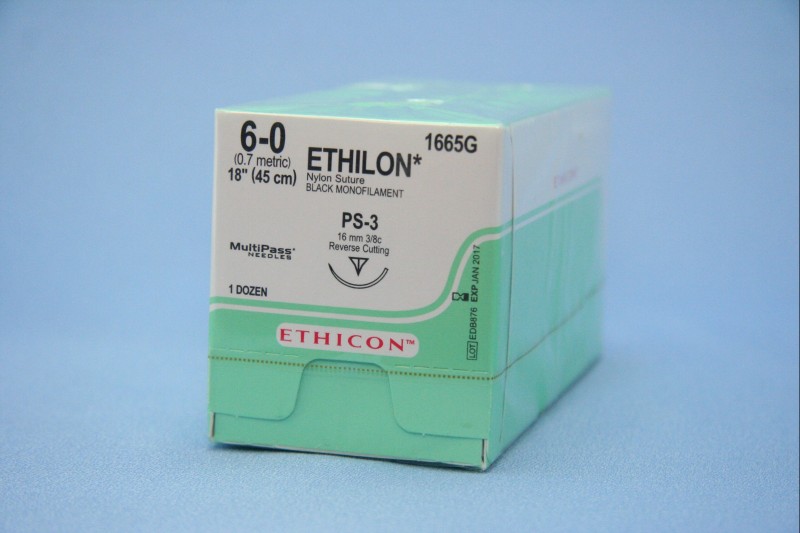 6-0
(0.7 metric)
18" (45 cm)
ETHILON*
Nylon Suture
BLACK MONOFILAMENT
1665G
PS-3
16 mm 3/8c
Reverse Cutting
MultiPass*
NEEDLES
1 DOZEN
ETHICON™
LOT ED8876 EXP JAN 2017